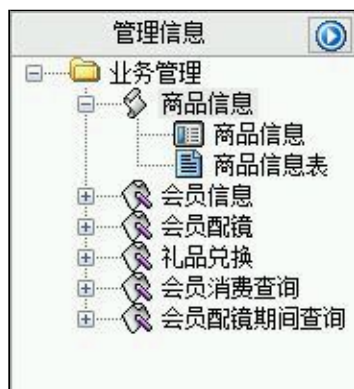 管理信息
业务管理
商品信息
商品信息
商品信息表
会员信息
会员配镜
礼品兑换
会员消费查询
会员配镜期间查询